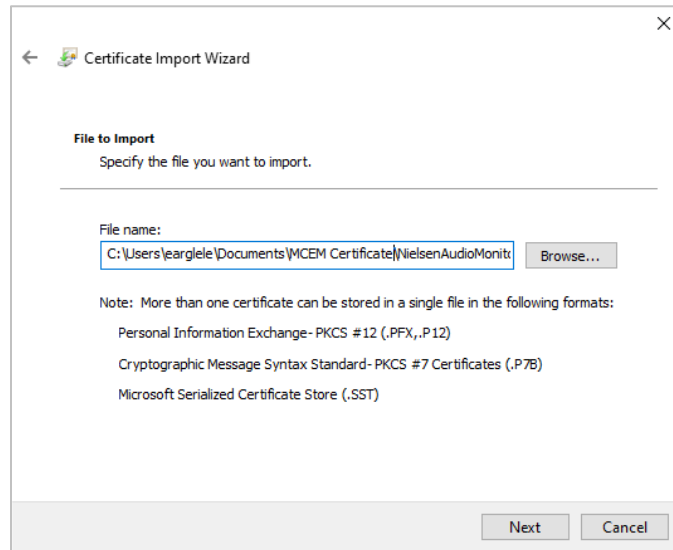 Certificate Import Wizard
File to Import
Specify the file you want to import.
File name:
C:\Users\earglele\Documents\MCEM Certificate\NielsenAudioMonitc
Browse...
Note: More than one certificate can be stored in a single file in the following formats:
Personal Information Exchange- PKCS #12 (.PFX,.P12)
Cryptographic Message Syntax Standard- PKCS #7 Certificates (.P7B)
Microsoft Serialized Certificate Store (.SST)
Next
Cancel